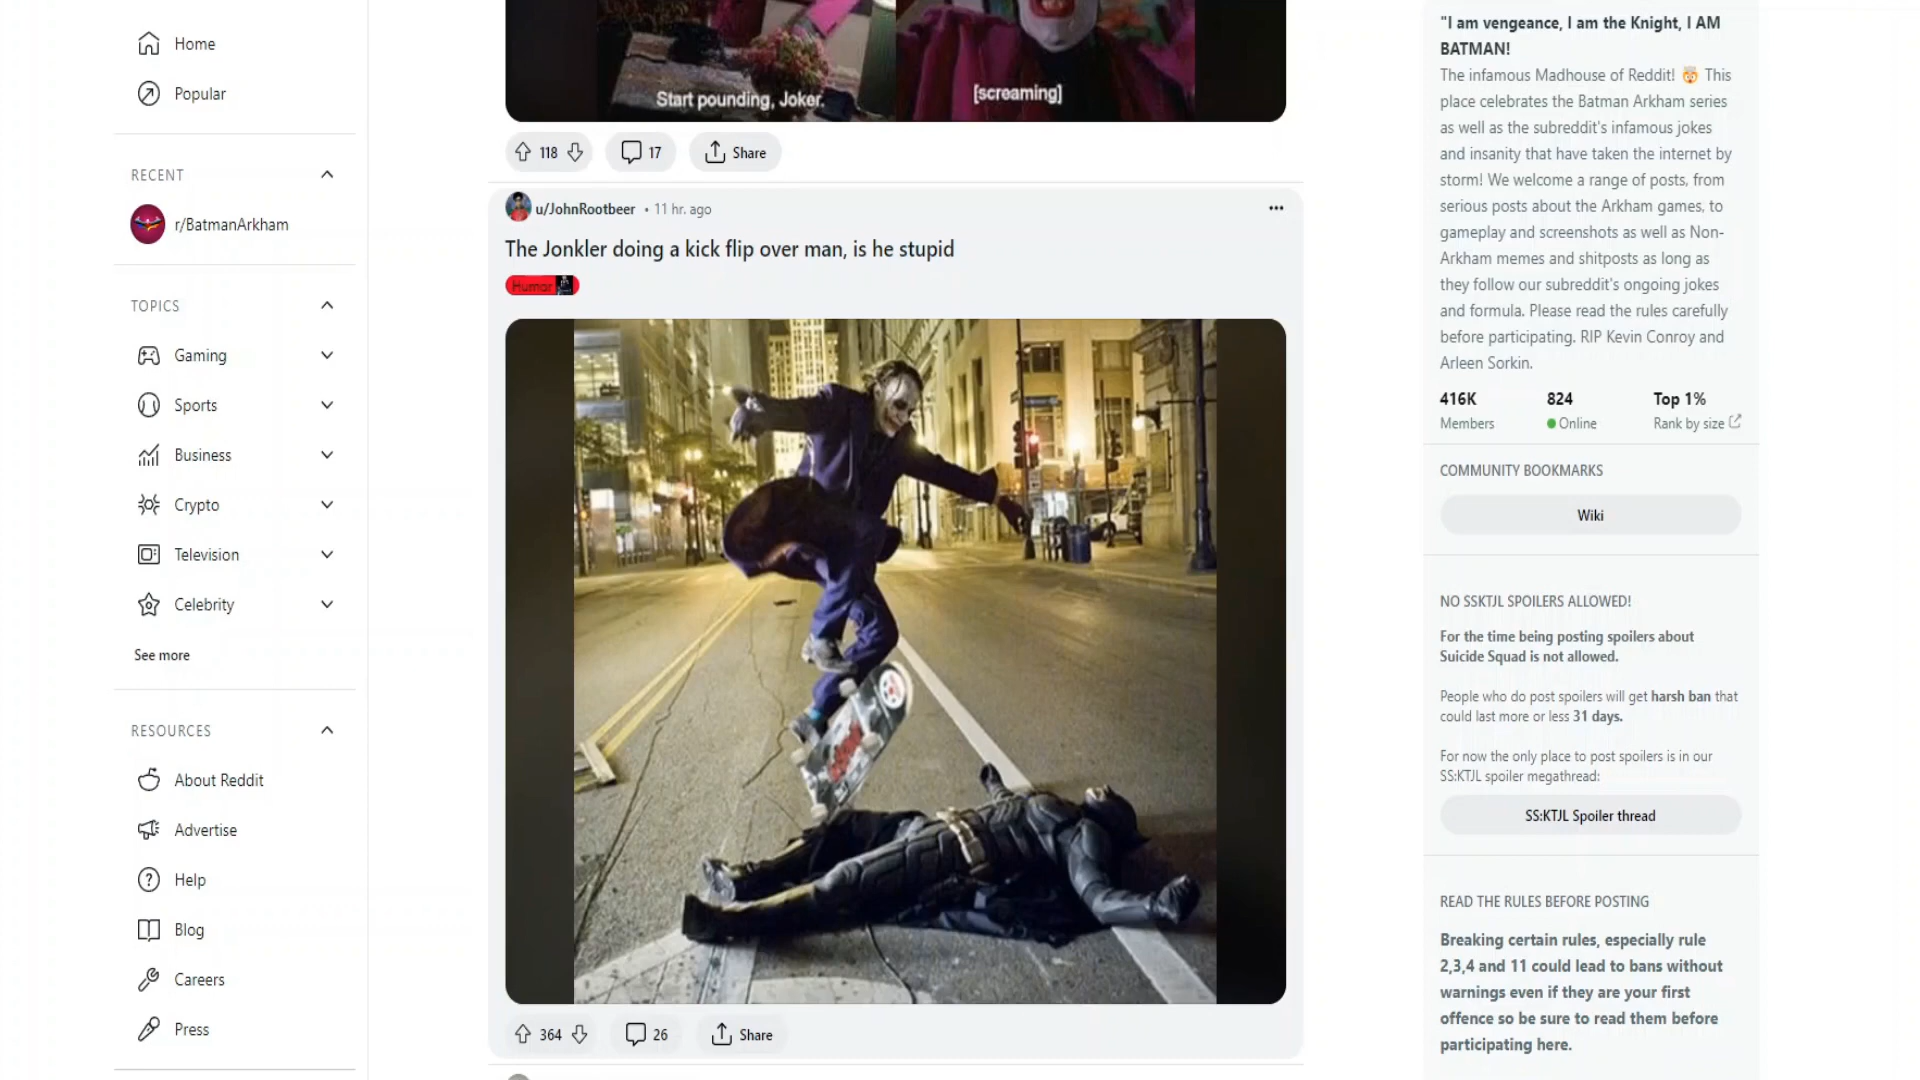 Home
Popular
RECENT
r/BatmanArkham
TOPICS
Gaming
Sports
Business
Crypto
Television
Celebrity
See more
RESOURCES
About Reddit
Advertise
Help
Blog
Careers
Press
Start pounding, Joker.
[screaming]
118
17
Share
u/JohnRootbeer • 11 hr. ago
The Jonkler doing a kick flip over man, is he stupid
Humor
364
26
Share
"I am vengeance, I am the Knight, I AM
BATMAN!
The infamous Madhouse of Reddit! 🤯 This
place celebrates the Batman Arkham series
as well as the subreddit's infamous jokes
and insanity that have taken the internet by
storm! We welcome a range of posts, from
serious posts about the Arkham games, to
gameplay and screenshots as well as Non-
Arkham memes and shitposts as long as
they follow our subreddit's ongoing jokes
and formula. Please read the rules carefully
before participating. RIP Kevin Conroy and
Arleen Sorkin.
416K 824 Top 1%
Members Online Rank by size
COMMUNITY BOOKMARKS
Wiki
NO SSKTJL SPOILERS ALLOWED!
For the time being posting spoilers about
Suicide Squad is not allowed.
People who do post spoilers will get harsh ban that
could last more or less 31 days.
For now the only place to post spoilers is in our
SS:KTJL spoiler megathread:
SS:KTJL Spoiler thread
READ THE RULES BEFORE POSTING
Breaking certain rules, especially rule
2,3,4 and 11 could lead to bans without
warnings even if they are your first
offence so be sure to read them before
participating here.